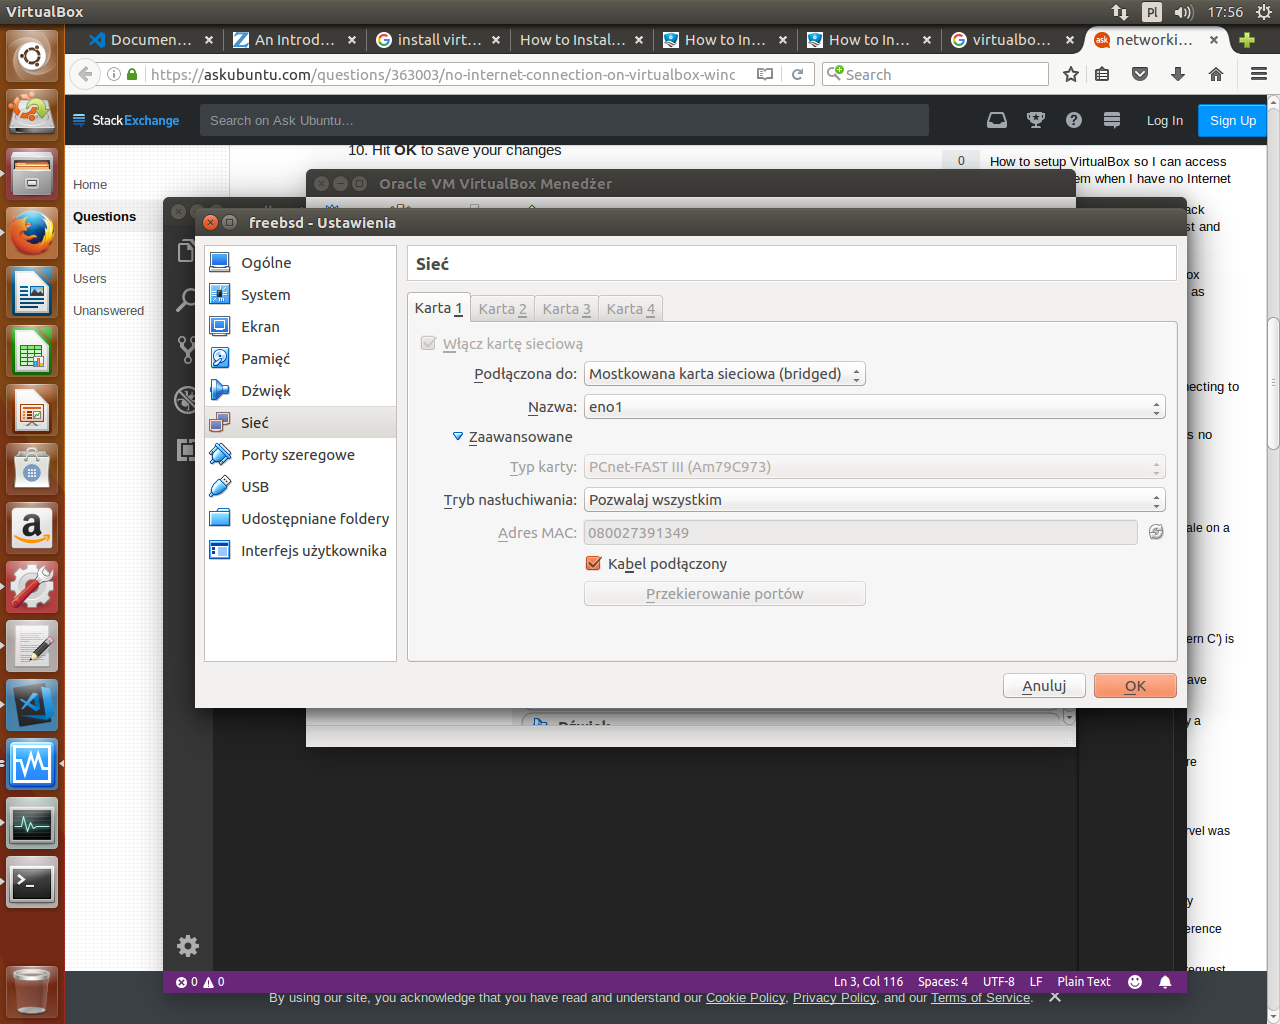 VirtualBox
Pl
17:56
Documen...
An Introd...
install virt...
How to Instal...
How to In...
How to In...
virtualbo...
networki...
https://askubuntu.com/questions/363003/no-internet-connection-on-virtualbox-winc
Search
StackExchange
Search on Ask Ubuntu...
Log In
Sign Up
Home
Questions
Tags
Users
Unanswered
10. Hit OK to save your changes
0
How to setup VirtualBox so I can access
em when I have no Internet
ack
st and
ox
as
Oracle VM VirtualBox Menedżer
freebsd - Ustawienia
Ogólne
System
Ekran
Pamięć
Dźwięk
Sieć
Porty szeregowe
USB
Udostępniane foldery
Interfejs użytkownika
Sieć
Karta 1
Karta 2
Karta 3
Karta 4
Włącz kartę sieciową
Podłączona do: Mostkowana karta sieciowa (bridged)
Nazwa: eno1
Zaawansowane
Typ karty: PCnet-FAST III (Am79C973)
Tryb nasłuchiwania: Pozwalaj wszystkim
Adres MAC: 080027391349
Kabel podłączony
Przekierowanie portów
Anuluj
OK
necting to
s no
ale on a
ern C') is
ave
y a
re
rvel was
y
erence
request
Dźwięk
0
0
Ln 3, Col 116
Spaces: 4
UTF-8
LF
Plain Text
By using our site, you acknowledge that you have read and understand our Cookie Policy, Privacy Policy, and our Terms of Service.